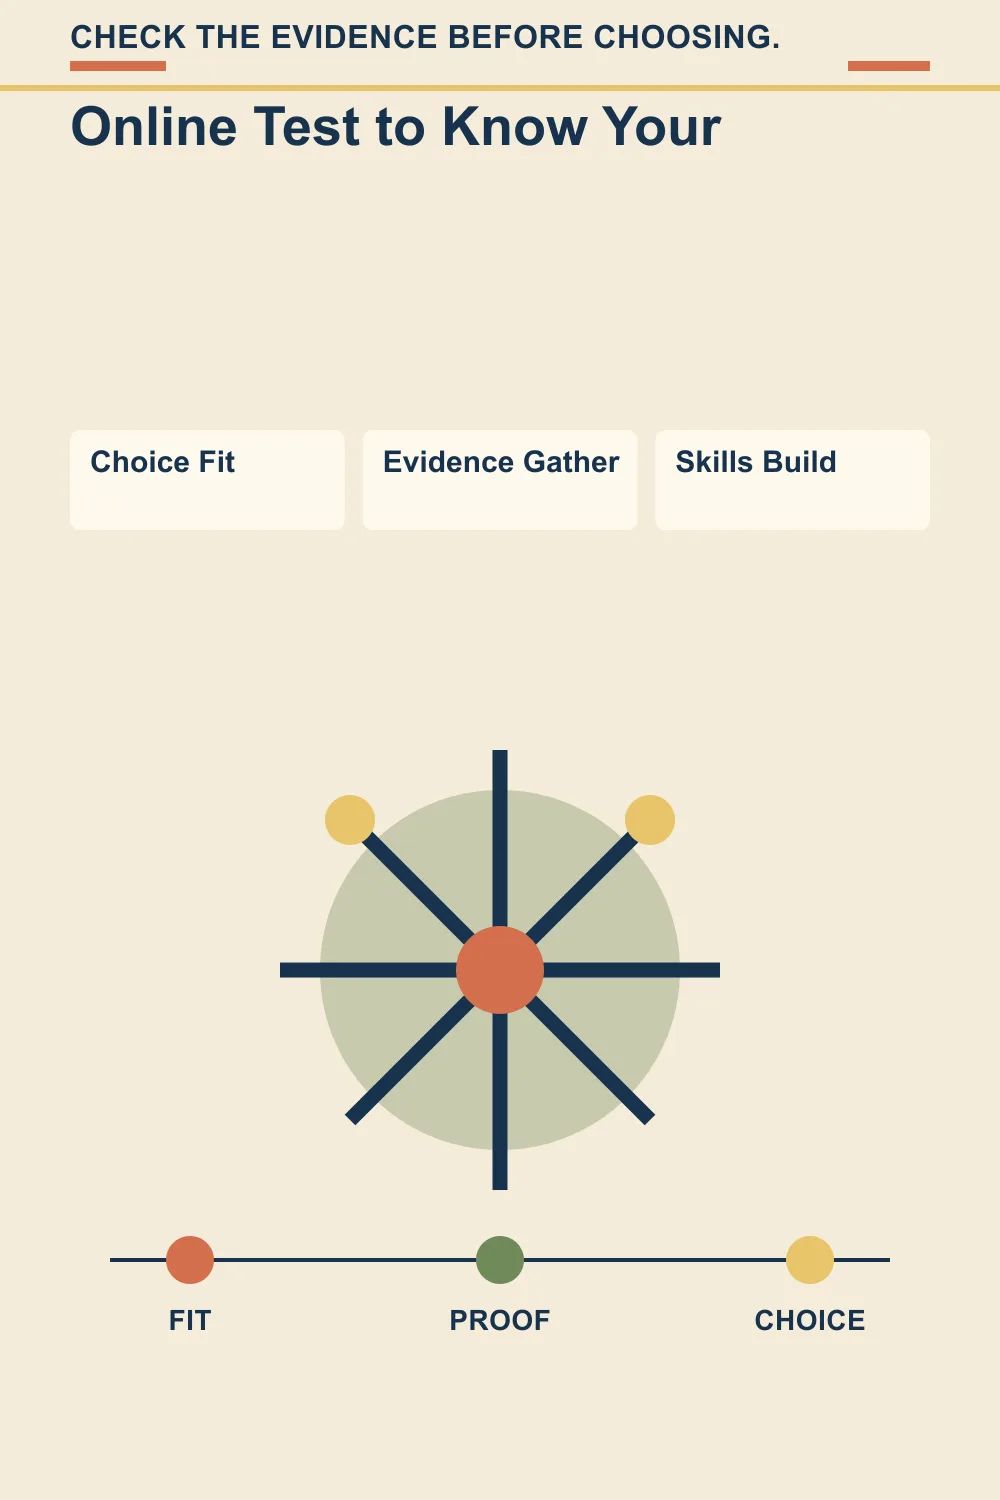 CHECK THE EVIDENCE BEFORE CHOOSING.
Online Test to Know Your
Choice Fit
Evidence Gather
Skills Build
FIT
PROOF
CHOICE